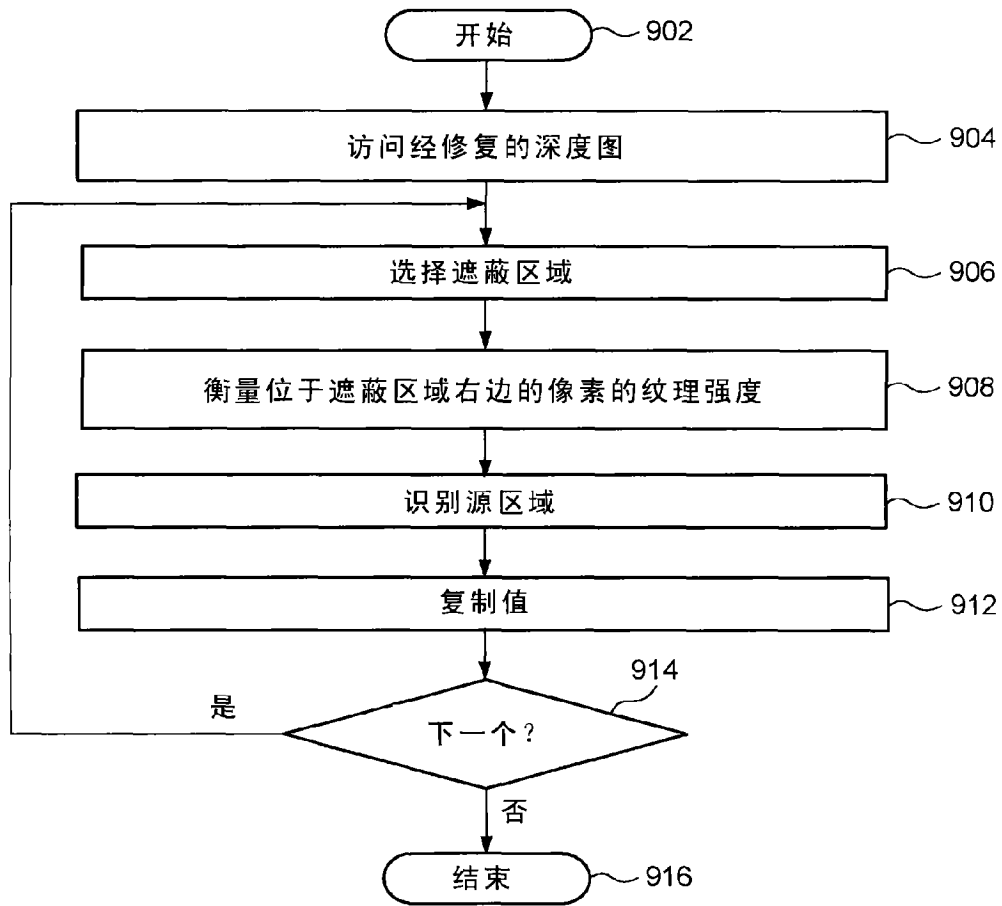 开始
902
访问经修复的深度图
904
选择遮蔽区域
906
衡量位于遮蔽区域右边的像素的纹理强度
908
识别源区域
910
复制值
912
914
是
下一个？
否
结束
916